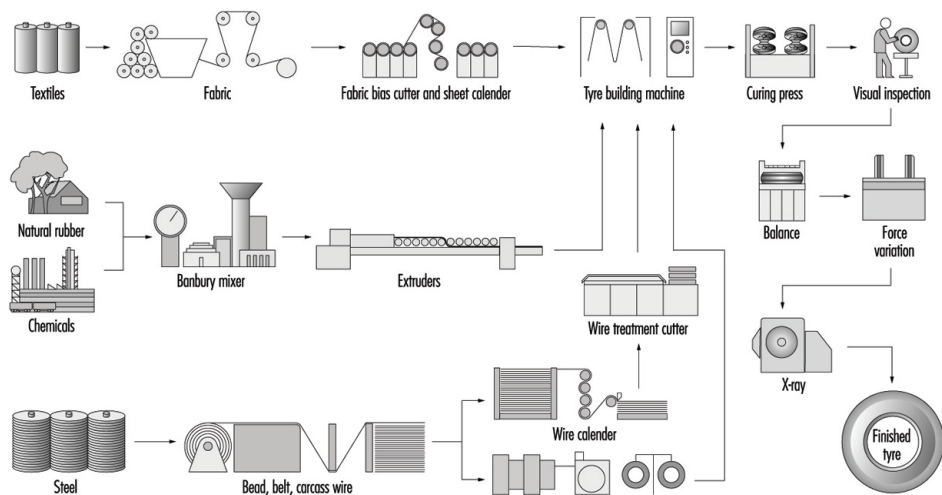 Textiles
Fabric
Fabric bias cutter and sheet calender
Tyre building machine
Curing press
Visual inspection
Natural rubber
Chemicals
Banbury mixer
Extruders
Balance
Force
variation
Wire treatment cutter
X-ray
Wire calender
Steel
Bead, belt, carcass wire
Finished
tyre